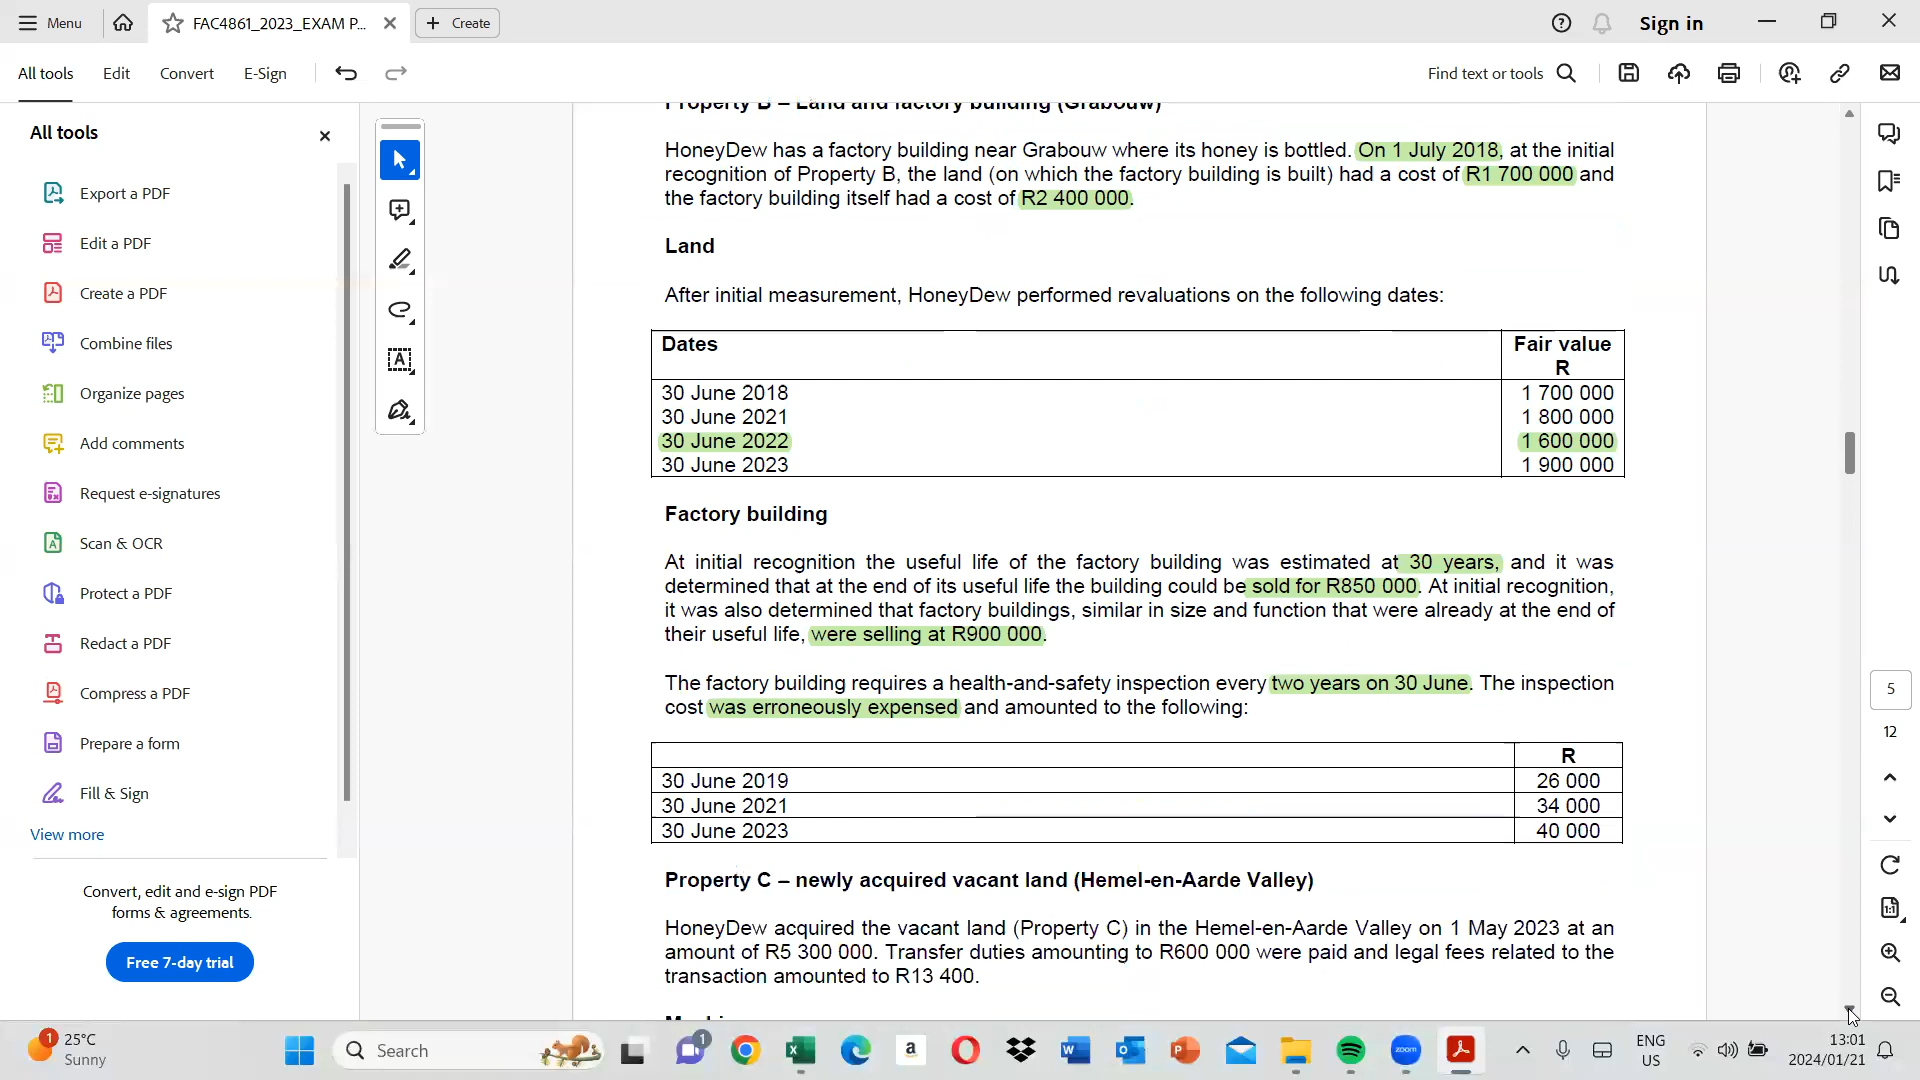 Menu
FAC4861_2023_EXAM P...
Create
Sign in
All tools
Edit
Convert
E-Sign
Find text or tools
All tools
Export a PDF
Edit a PDF
Create a PDF
Combine files
Organize pages
Add comments
Request e-signatures
Scan & OCR
Protect a PDF
Redact a PDF
Compress a PDF
Prepare a form
Fill & Sign
View more
Convert, edit and e-sign PDF
forms & agreements.
Free 7-day trial
Property B – Land and factory building (Grabouw)
HoneyDew has a factory building near Grabouw where its honey is bottled. On 1 July 2018, at the initial
recognition of Property B, the land (on which the factory building is built) had a cost of R1 700 000 and
the factory building itself had a cost of R2 400 000.
Land
After initial measurement, HoneyDew performed revaluations on the following dates:
Dates Fair value
R
30 June 2018 1 700 000
30 June 2021 1 800 000
30 June 2022 1 600 000
30 June 2023 1 900 000
Factory building
At initial recognition the useful life of the factory building was estimated at 30 years, and it was
determined that at the end of its useful life the building could be sold for R850 000. At initial recognition,
it was also determined that factory buildings, similar in size and function that were already at the end of
their useful life, were selling at R900 000.
The factory building requires a health-and-safety inspection every two years on 30 June. The inspection
cost was erroneously expensed and amounted to the following:
R
30 June 2019 26 000
30 June 2021 34 000
30 June 2023 40 000
Property C – newly acquired vacant land (Hemel-en-Aarde Valley)
HoneyDew acquired the vacant land (Property C) in the Hemel-en-Aarde Valley on 1 May 2023 at an
amount of R5 300 000. Transfer duties amounting to R600 000 were paid and legal fees related to the
transaction amounted to R13 400.
5
12
1
25°C
Sunny
Search
1
zoom
ENG
US
13:01
2024/01/21